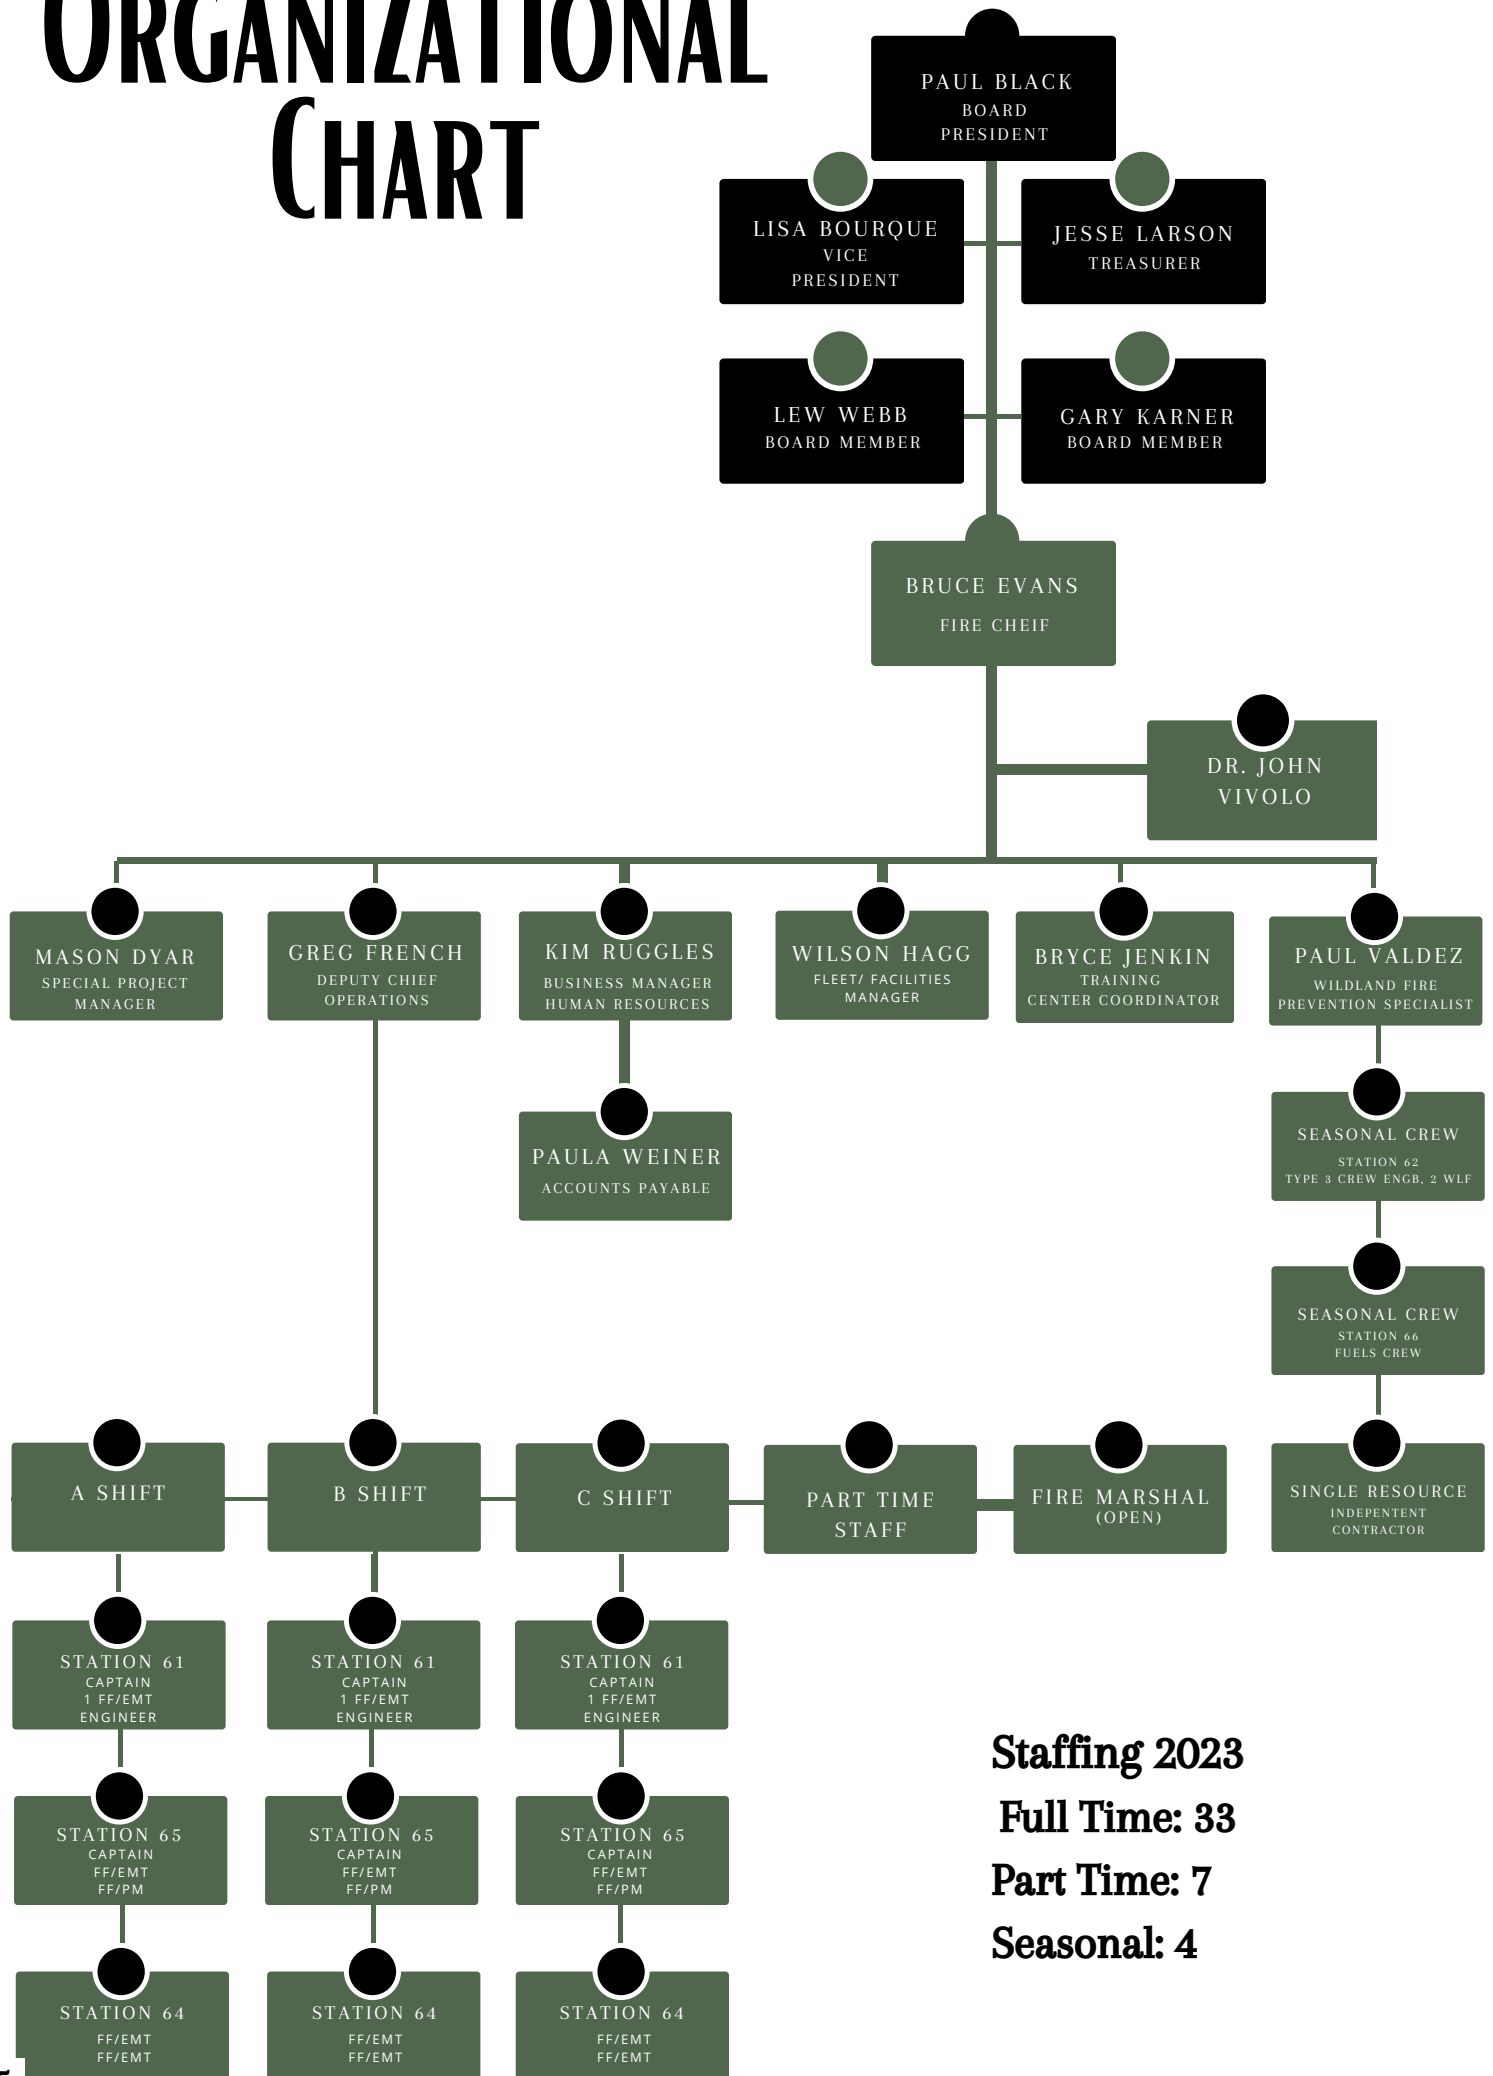 ORGANIZATIONAL
CHART
PAUL BLACK
BOARD
PRESIDENT
LISA BOURQUE
VICE
PRESIDENT
JESSE LARSON
TREASURER
LEW WEBB
BOARD MEMBER
GARY KARNER
BOARD MEMBER
BRUCE EVANS
FIRE CHEIF
DR. JOHN
VIVOLO
MASON DYAR
SPECIAL PROJECT
MANAGER
GREG FRENCH
DEPUTY CHIEF
OPERATIONS
KIM RUGGLES
BUSINESS MANAGER
HUMAN RESOURCES
WILSON HAGG
FLEET/ FACILITIES
MANAGER
BRYCE JENKIN
TRAINING
CENTER COORDINATOR
PAUL VALDEZ
WILDLAND FIRE
PREVENTION SPECIALIST
PAULA WEINER
ACCOUNTS PAYABLE
SEASONAL CREW
STATION 62
TYPE 3 CREW ENGB, 2 WLF
SEASONAL CREW
STATION 66
FUELS CREW
A SHIFT
B SHIFT
C SHIFT
PART TIME
STAFF
FIRE MARSHAL
(OPEN)
SINGLE RESOURCE
INDEPENTENT
CONTRACTOR
STATION 61
CAPTAIN
1 FF/EMT
ENGINEER
STATION 61
CAPTAIN
1 FF/EMT
ENGINEER
STATION 61
CAPTAIN
1 FF/EMT
ENGINEER
STATION 65
CAPTAIN
FF/EMT
FF/PM
STATION 65
CAPTAIN
FF/EMT
FF/PM
STATION 65
CAPTAIN
FF/EMT
FF/PM
STATION 64
FF/EMT
FF/EMT
STATION 64
FF/EMT
FF/EMT
STATION 64
FF/EMT
FF/EMT
Staffing 2023
Full Time: 33
Part Time: 7
Seasonal: 4